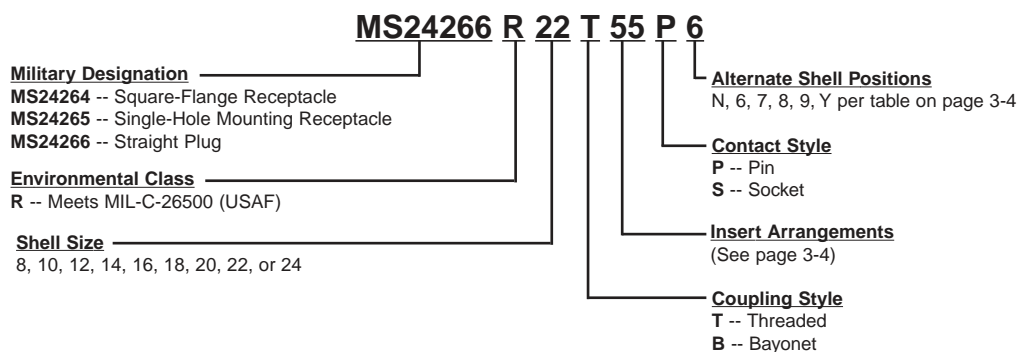 MS24266 R 22 T 55 P 6
Military Designation
MS24264 -- Square-Flange Receptacle
MS24265 -- Single-Hole Mounting Receptacle
MS24266 -- Straight Plug
Environmental Class
R -- Meets MIL-C-26500 (USAF)
Shell Size
8, 10, 12, 14, 16, 18, 20, 22, or 24
Alternate Shell Positions
N, 6, 7, 8, 9, Y per table on page 3-4
Contact Style
P -- Pin
S -- Socket
Insert Arrangements
(See page 3-4)
Coupling Style
T -- Threaded
B -- Bayonet